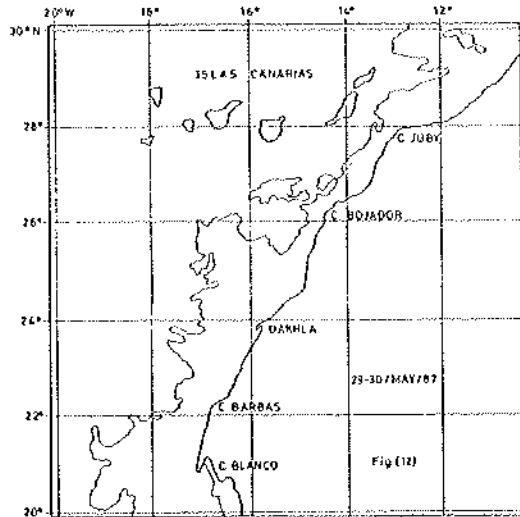 20°W 18° 16° 14° 12°
30°N
ISLAS CANARIAS
28°
C JUBY
26°
C BOJADOR
24°
DAKHLA
29-30/MAY/87
22°
C BARBAS
C BLANCO
Fig (12)
20°